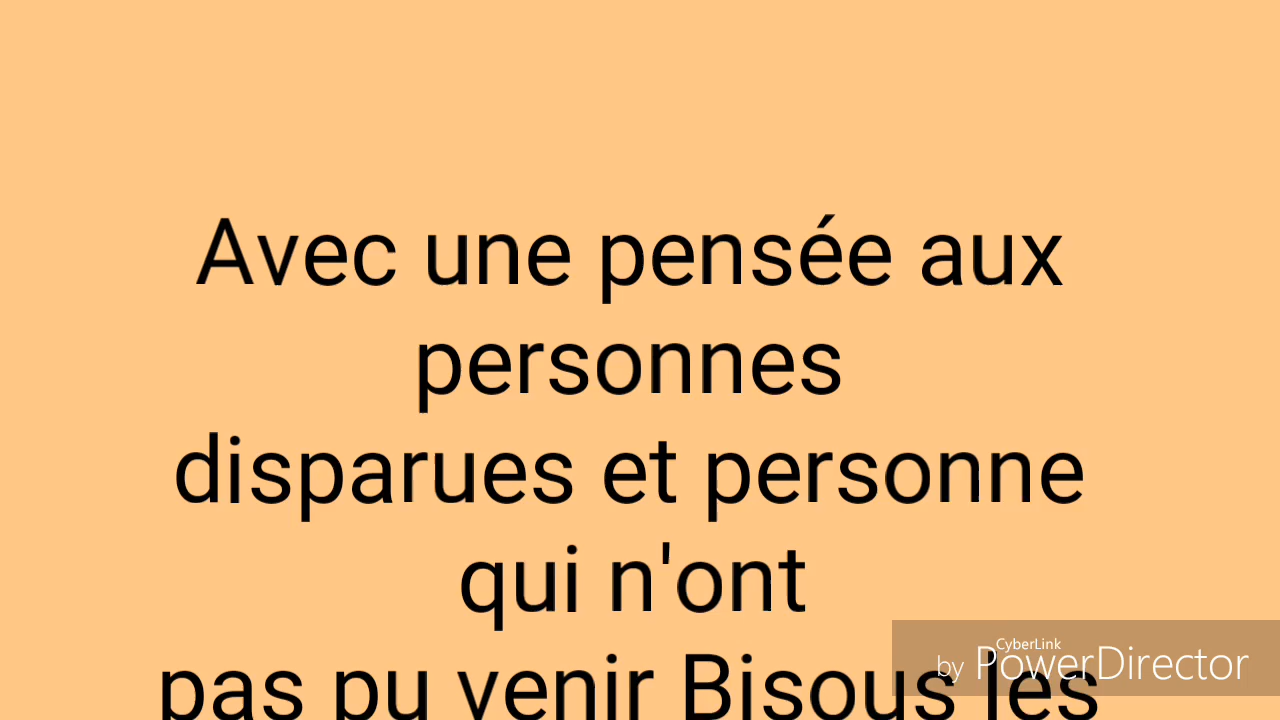 Avec une pensée aux
personnes
disparues et personne
qui n'ont
pas pu venir Bisous les
CyberLink
by PowerDirector